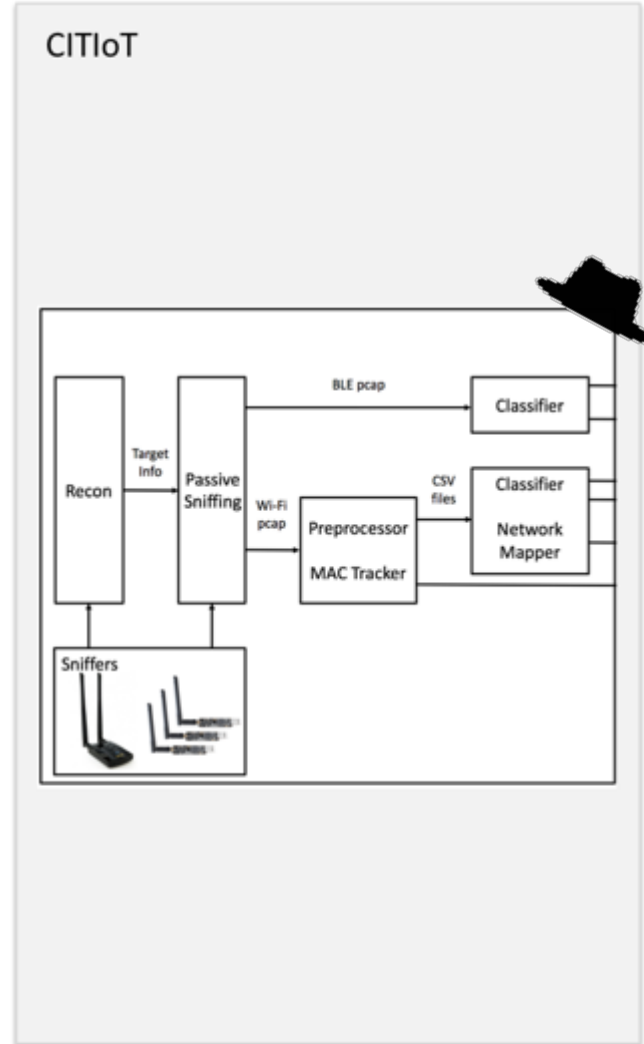 CITIoT
BLE pcap
Classifier
Target
Info
Recon
Passive
Sniffing
Wi-Fi
pcap
Preprocessor
MAC Tracker
CSV
files
Classifier
Network
Mapper
Sniffers